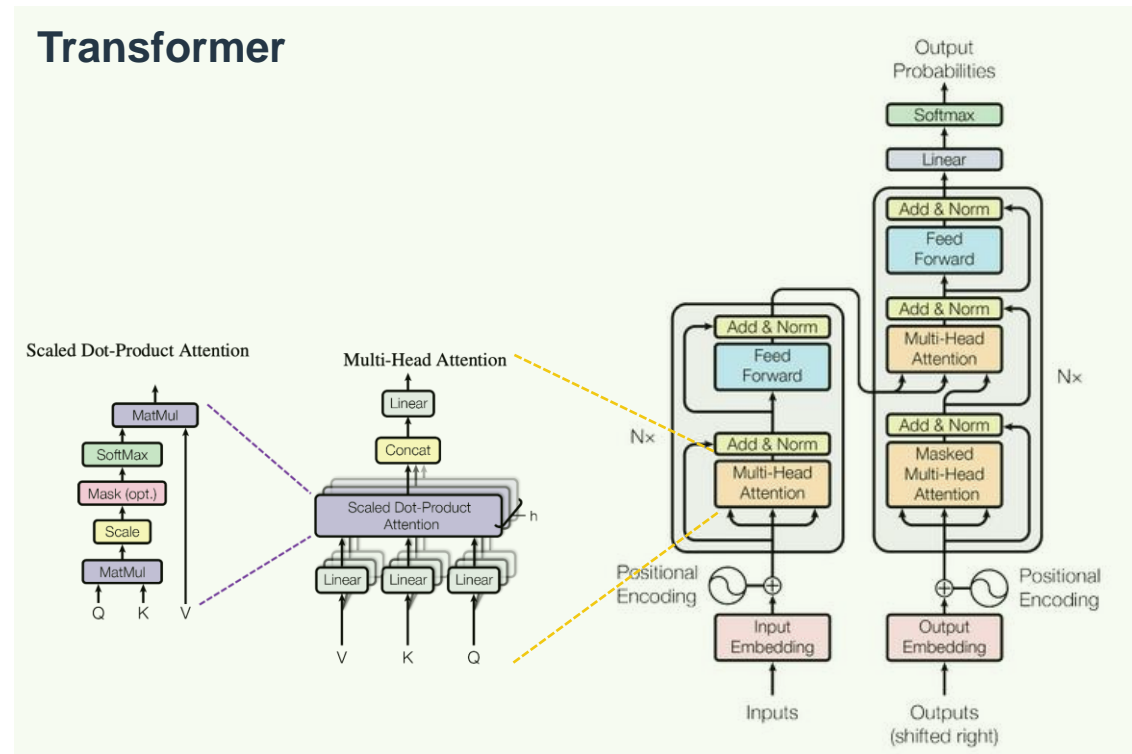 Transformer
Scaled Dot-Product Attention
MatMul
SoftMax
Mask (opt.)
Scale
MatMul
Q K V
Multi-Head Attention
Linear
Concat
Scaled Dot-Product
Attention
h
Linear Linear Linear
V K Q
Add & Norm
Feed
Forward
Nx
Add & Norm
Multi-Head
Attention
Positional
Encoding
Input
Embedding
Inputs
Output
Probabilities
Softmax
Linear
Add & Norm
Feed
Forward
Add & Norm
Multi-Head
Attention
Nx
Add & Norm
Masked
Multi-Head
Attention
Positional
Encoding
Output
Embedding
Outputs
(shifted right)